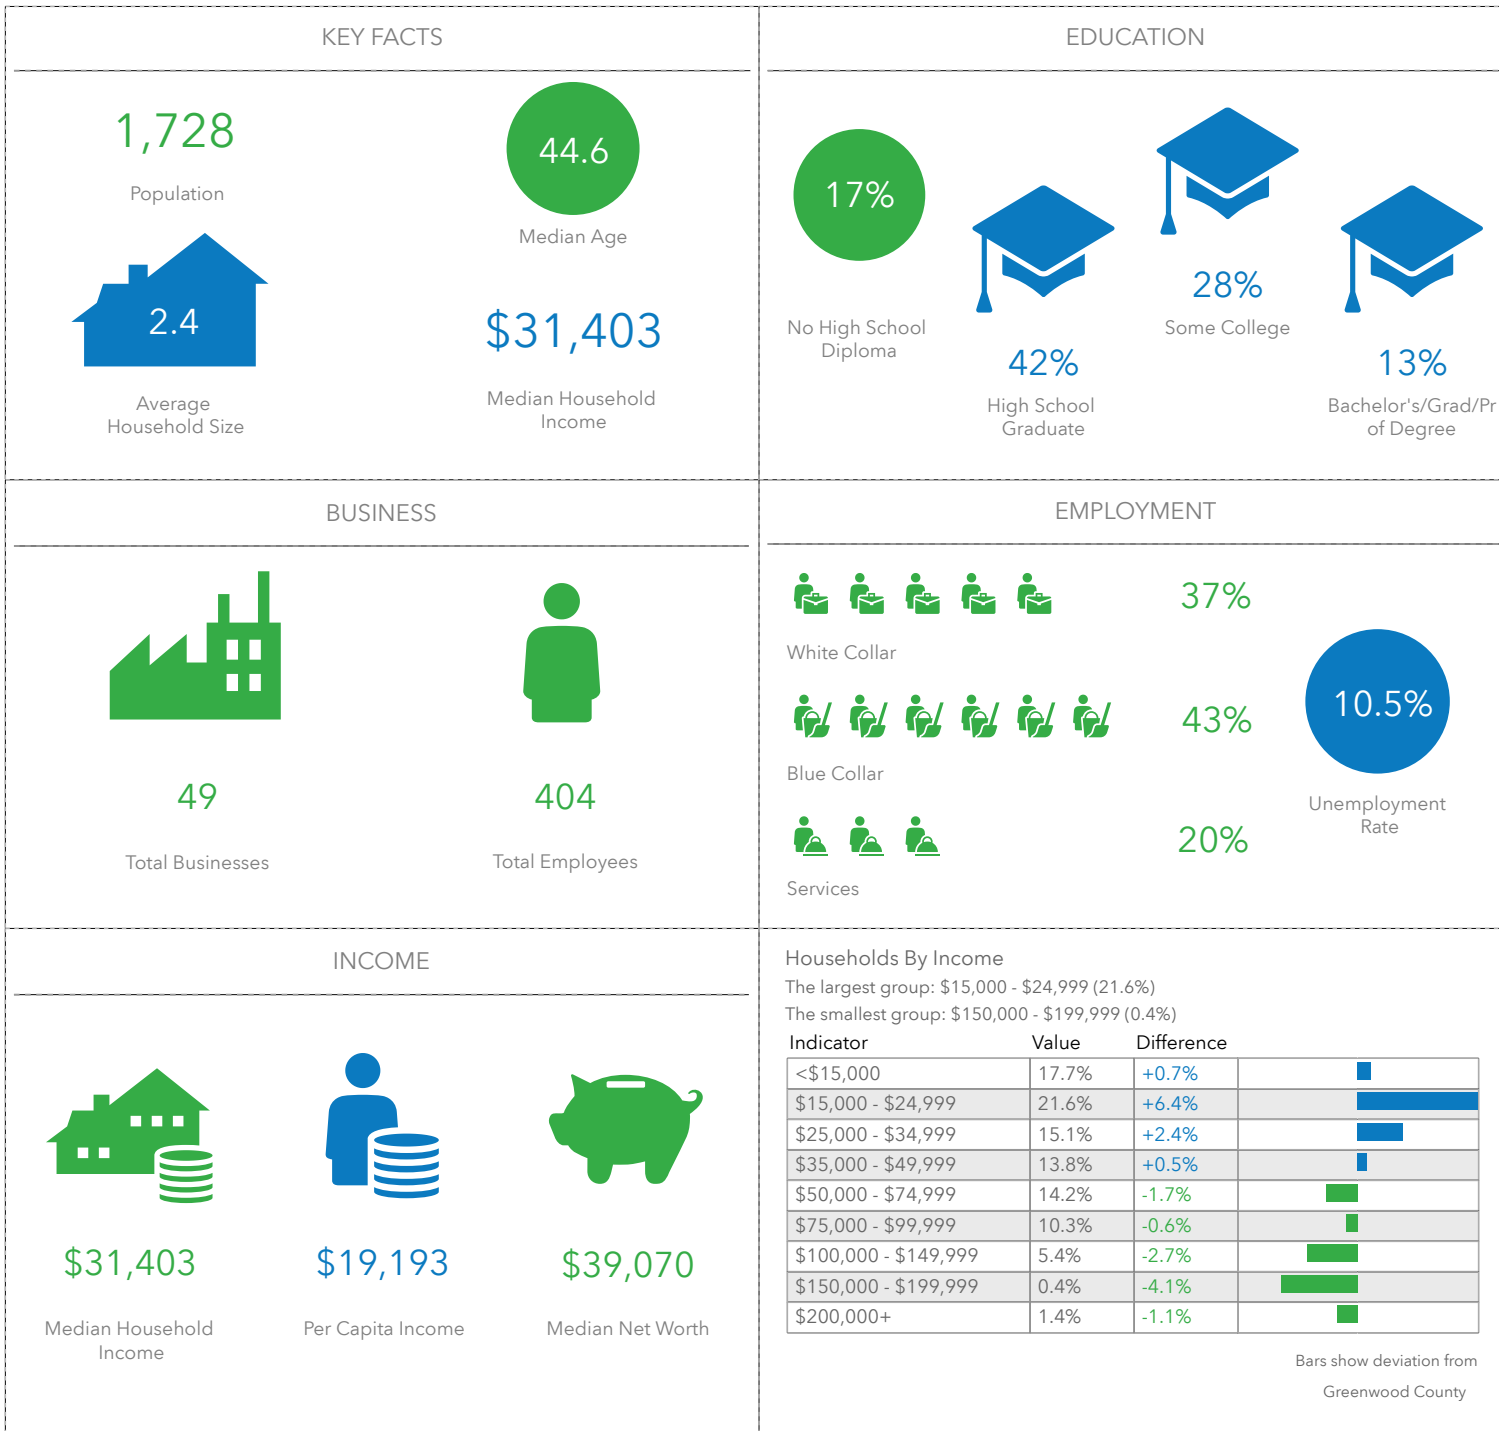 KEY FACTS
1,728
Population
44.6
Median Age
2.4
Average
Household Size
$31,403
Median Household
Income
EDUCATION
17%
No High School
Diploma
42%
High School
Graduate
28%
Some College
13%
Bachelor's/Grad/Pr
of Degree
BUSINESS
49
Total Businesses
404
Total Employees
EMPLOYMENT
37%
White Collar
43%
Blue Collar
20%
Services
10.5%
Unemployment
Rate
INCOME
$31,403
Median Household
Income
$19,193
Per Capita Income
$39,070
Median Net Worth
Households By Income
The largest group: $15,000 - $24,999 (21.6%)
The smallest group: $150,000 - $199,999 (0.4%)
Indicator Value Difference
<$15,000 17.7% +0.7%
$15,000 - $24,999 21.6% +6.4%
$25,000 - $34,999 15.1% +2.4%
$35,000 - $49,999 13.8% +0.5%
$50,000 - $74,999 14.2% -1.7%
$75,000 - $99,999 10.3% -0.6%
$100,000 - $149,999 5.4% -2.7%
$150,000 - $199,999 0.4% -4.1%
$200,000+ 1.4% -1.1%
Bars show deviation from
Greenwood County